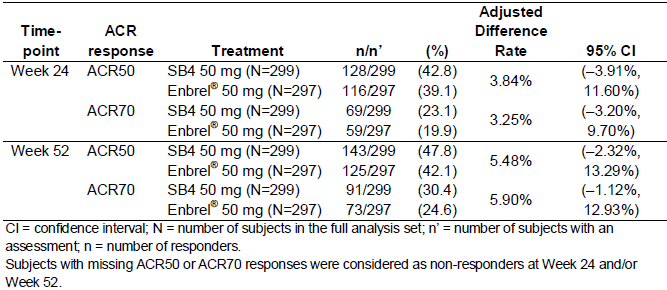 Time-point ACR response Treatment n/n’ (%) Adjusted Difference Rate 95% CI
Week 24 ACR50 SB4 50 mg (N=299) 128/299 (42.8) 3.84% (–3.91%,
Enbrel® 50 mg (N=297) 116/297 (39.1) 11.60%)
ACR70 SB4 50 mg (N=299) 69/299 (23.1) 3.25% (–3.20%,
Enbrel® 50 mg (N=297) 59/297 (19.9) 9.70%)
Week 52 ACR50 SB4 50 mg (N=299) 143/299 (47.8) 5.48% (–2.32%,
Enbrel® 50 mg (N=297) 125/297 (42.1) 13.29%)
ACR70 SB4 50 mg (N=299) 91/299 (30.4) 5.90% (–1.12%,
Enbrel® 50 mg (N=297) 73/297 (24.6) 12.93%)
CI = confidence interval; N = number of subjects in the full analysis set; n’ = number of subjects with an
assessment; n = number of responders.
Subjects with missing ACR50 or ACR70 responses were considered as non-responders at Week 24 and/or
Week 52.